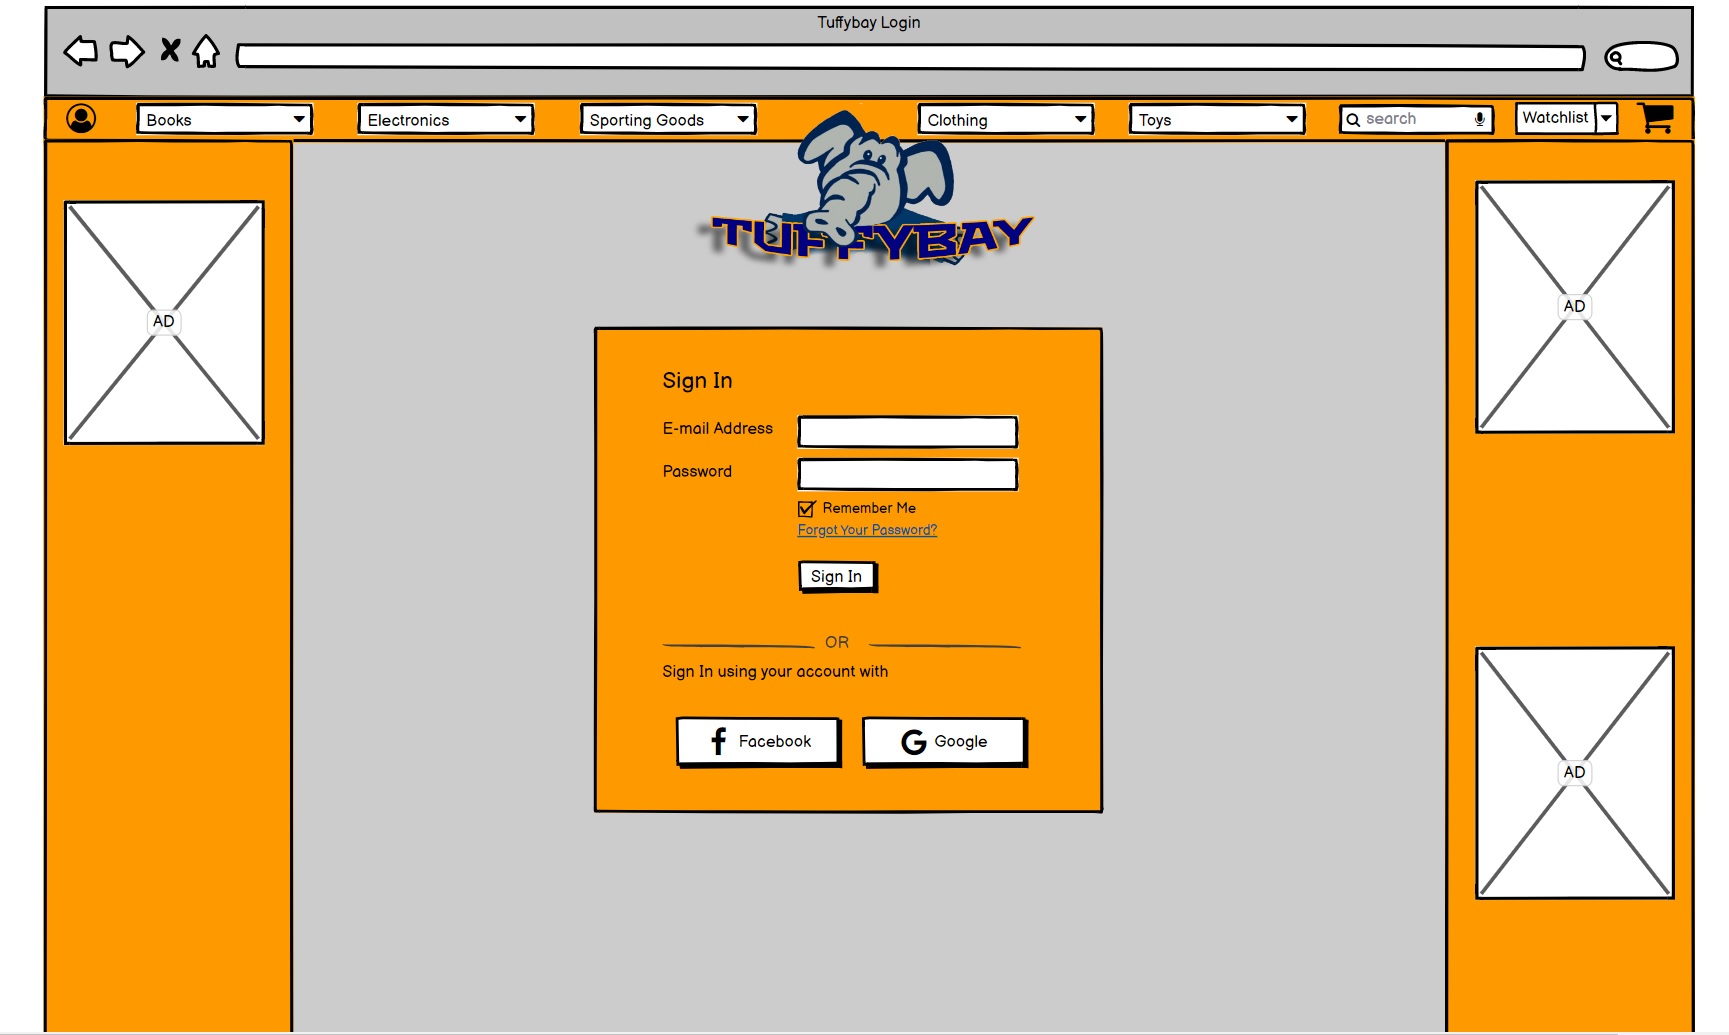 Tuffybay Login
Books Electronics Sporting Goods Clothing Toys search Watchlist
TUFFYBAY
AD
AD
Sign In
E-mail Address
Password
Remember Me
Forgot Your Password?
Sign In
OR
Sign In using your account with
Facebook Google
AD